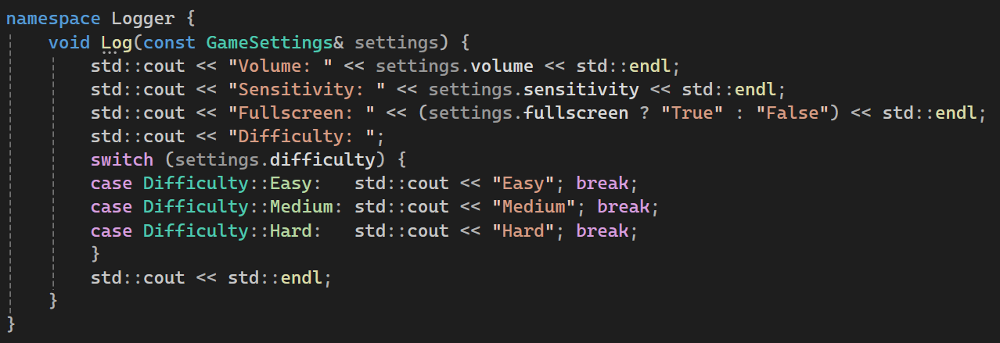 namespace Logger {
    void Log(const GameSettings& settings) {
        std::cout << "Volume: " << settings.volume << std::endl;
        std::cout << "Sensitivity: " << settings.sensitivity << std::endl;
        std::cout << "Fullscreen: " << (settings.fullscreen ? "True" : "False") << std::endl;
        std::cout << "Difficulty: ";
        switch (settings.difficulty) {
        case Difficulty::Easy:   std::cout << "Easy"; break;
        case Difficulty::Medium: std::cout << "Medium"; break;
        case Difficulty::Hard:   std::cout << "Hard"; break;
        }
        std::cout << std::endl;
    }
}